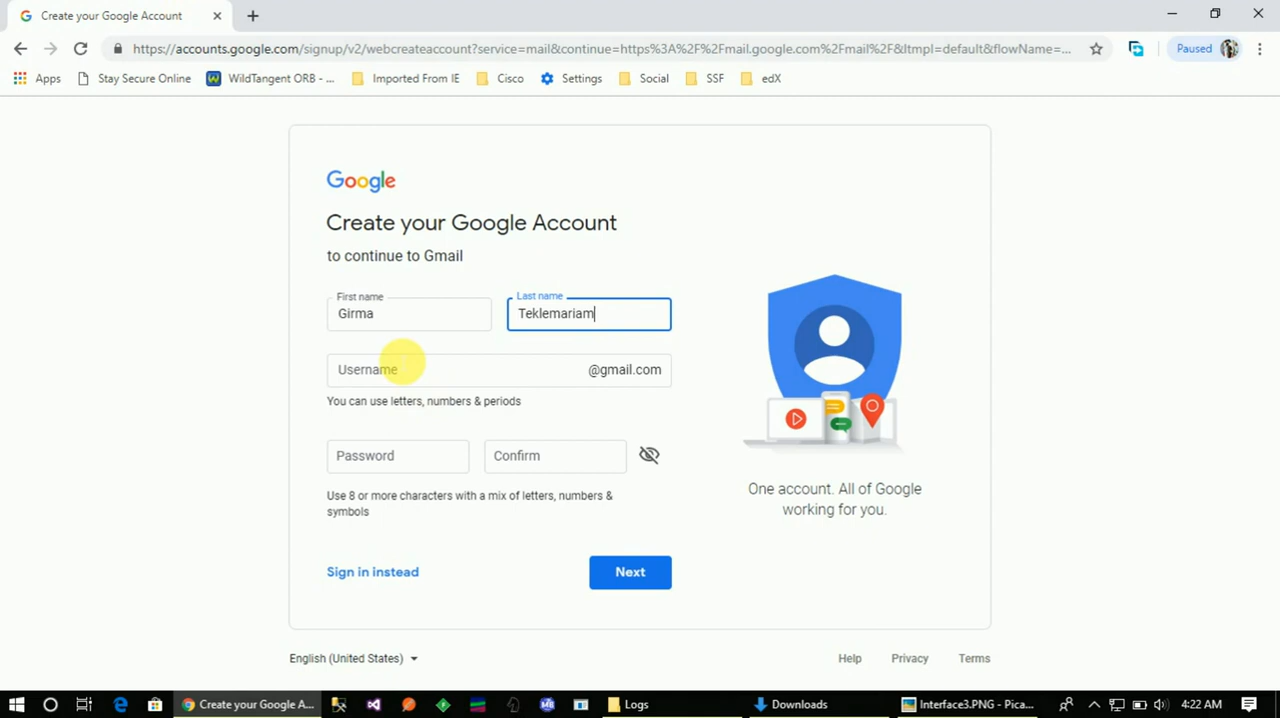 Create your Google Account
https://accounts.google.com/signup/v2/webcreateaccount?service=mail&continue=https%3A%2F%2Fmail.google.com%2Fmail%2F&ltmpl=default&flowName=...
Paused
Apps
Stay Secure Online
WildTangent ORB - ...
Imported From IE
Cisco
Settings
Social
SSF
edX
Google
Create your Google Account
to continue to Gmail
First name
Last name
Girma
Teklemariam
Username
@gmail.com
You can use letters, numbers & periods
Password
Confirm
Use 8 or more characters with a mix of letters, numbers &
symbols
One account. All of Google
working for you.
Sign in instead
Next
English (United States)
Help
Privacy
Terms
Create your Google A...
Logs
Downloads
Interface3.PNG - Pica...
4:22 AM